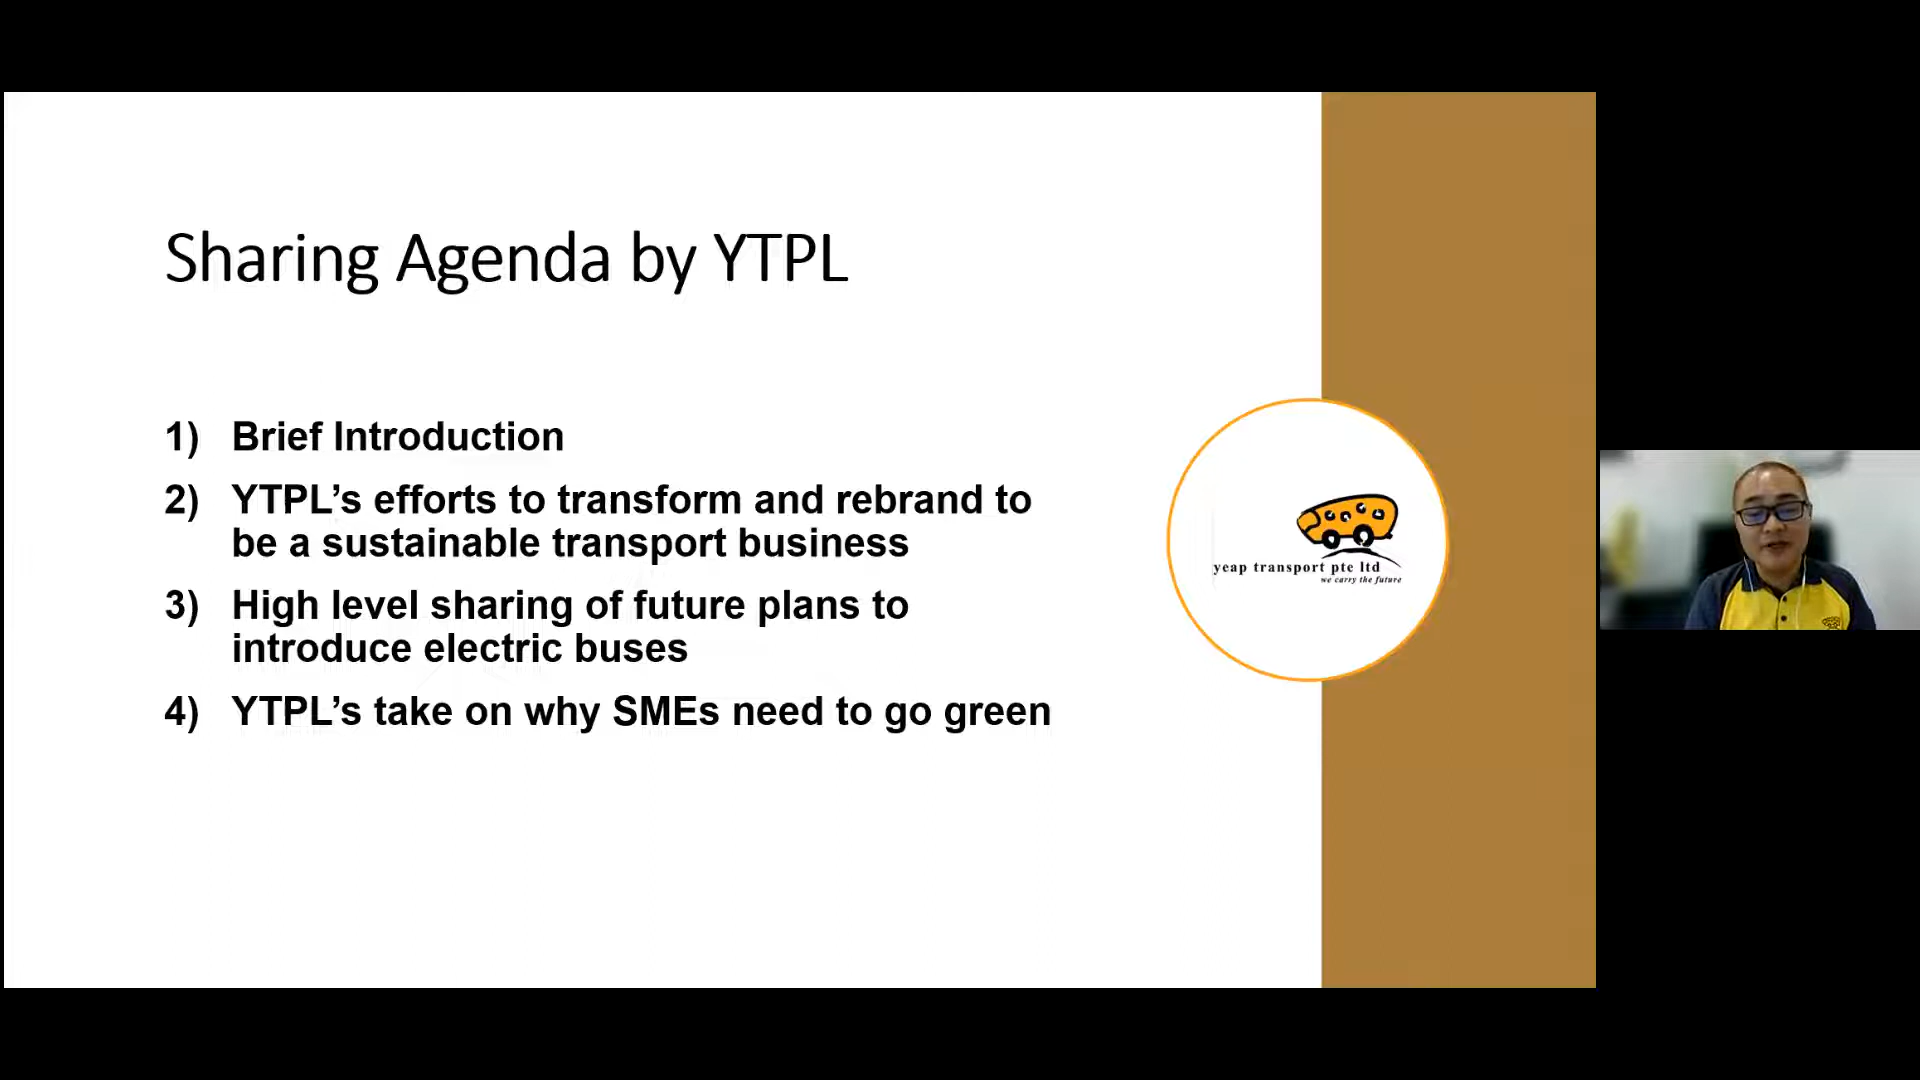 Sharing Agenda by YTPL
1) Brief Introduction
2) YTPL’s efforts to transform and rebrand to
be a sustainable transport business
3) High level sharing of future plans to
introduce electric buses
4) YTPL’s take on why SMEs need to go green
yeap transport pte ltd
we carry the future